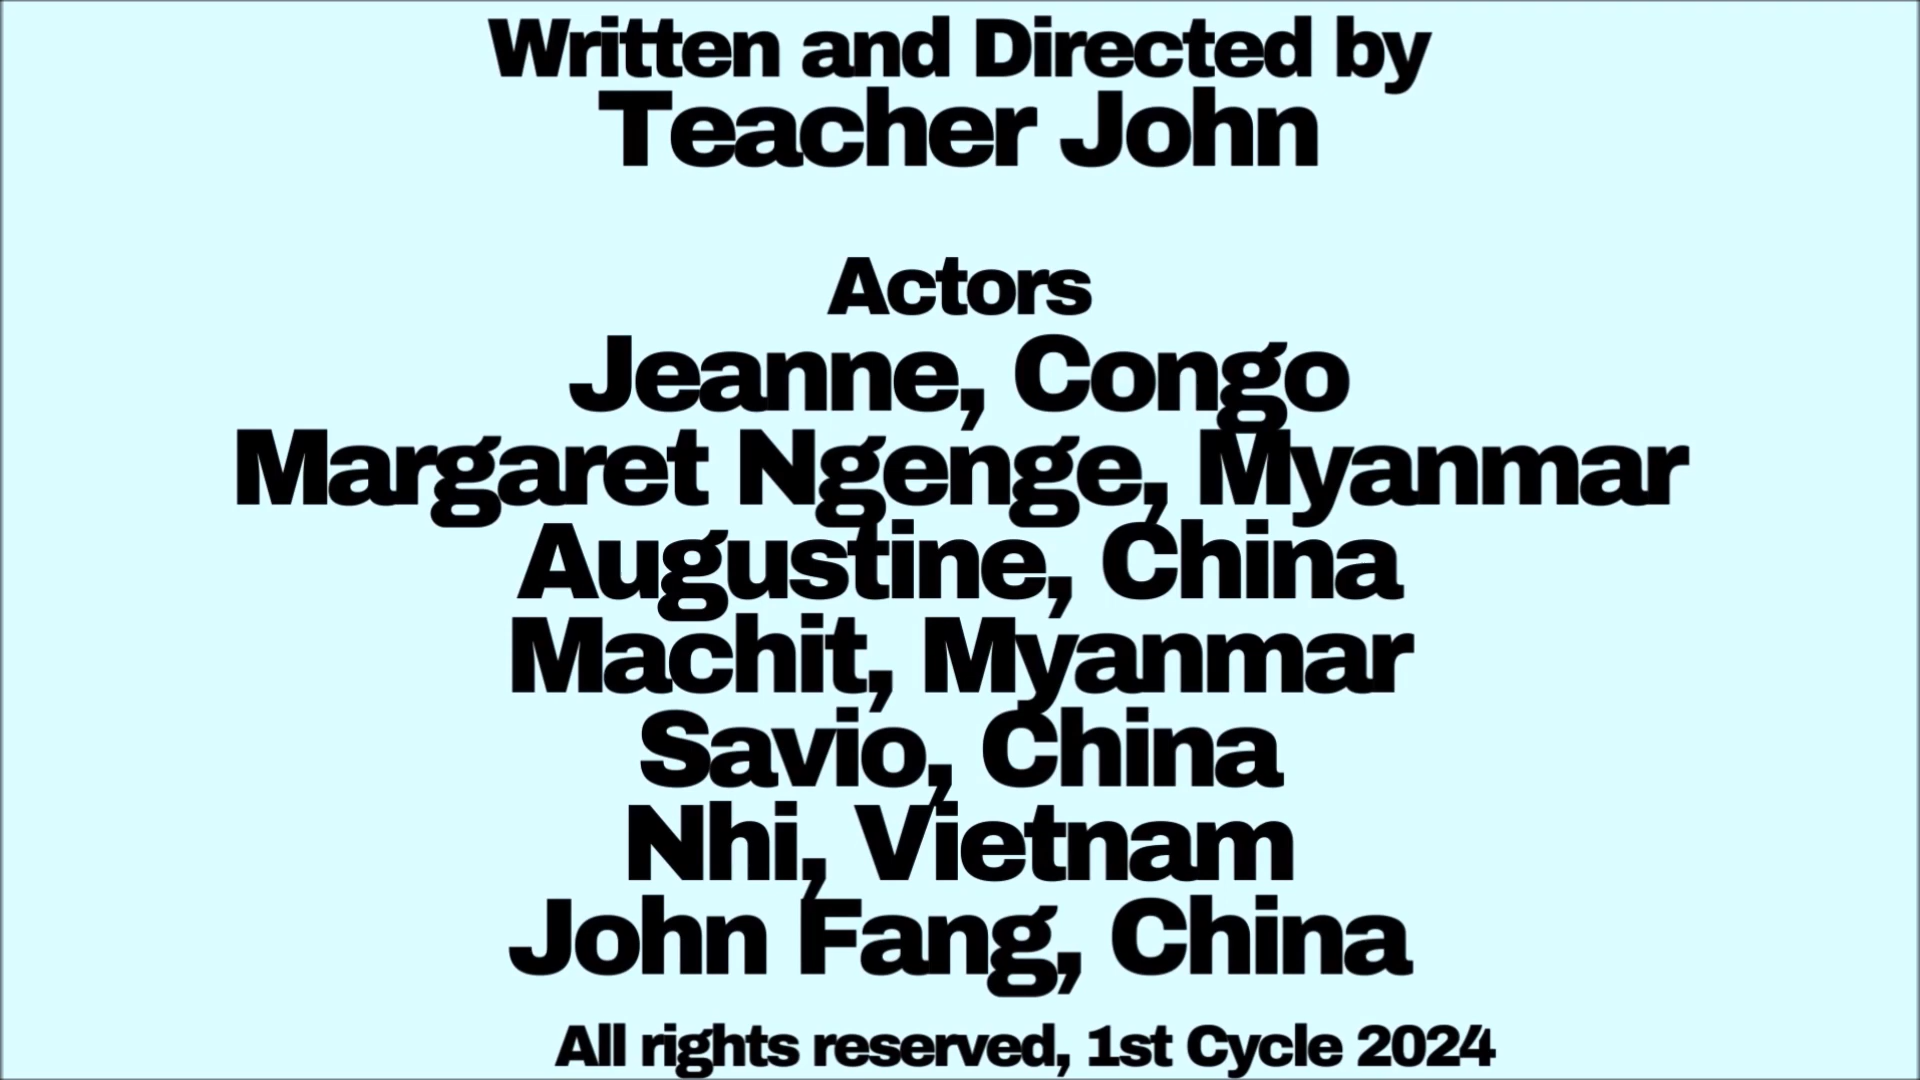 Written and Directed by
Teacher John
Actors
Jeanne, Congo
Margaret Ngenge, Myanmar
Augustine, China
Machit, Myanmar
Savio, China
Nhi, Vietnam
John Fang, China
All rights reserved, 1st Cycle 2024